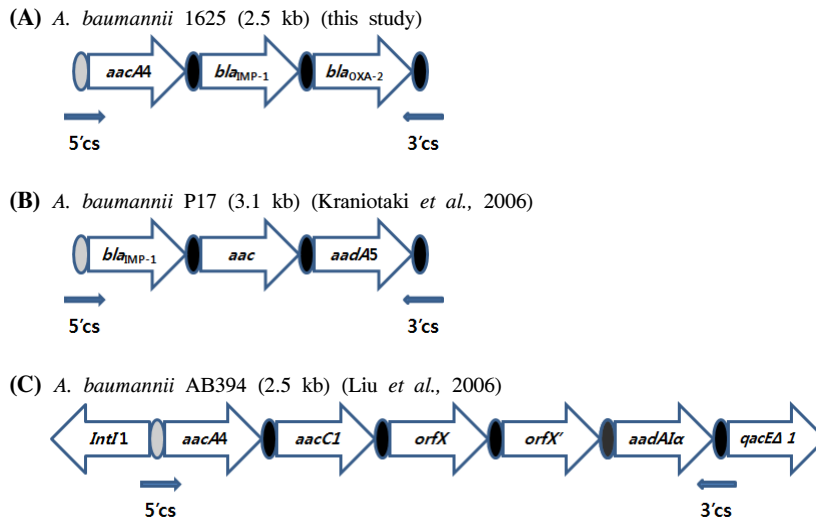 (A) A. baumannii 1625 (2.5 kb) (this study)
aacA4 blaIMP-1 blaOXA-2
5'cs 3'cs
(B) A. baumannii P17 (3.1 kb) (Kraniotaki et al., 2006)
blaIMP-1 aac aadA5
5'cs 3'cs
(C) A. baumannii AB394 (2.5 kb) (Liu et al., 2006)
IntI1 aacA4 aacC1 orfX orfX' aadAIα qacEΔ 1
5'cs 3'cs